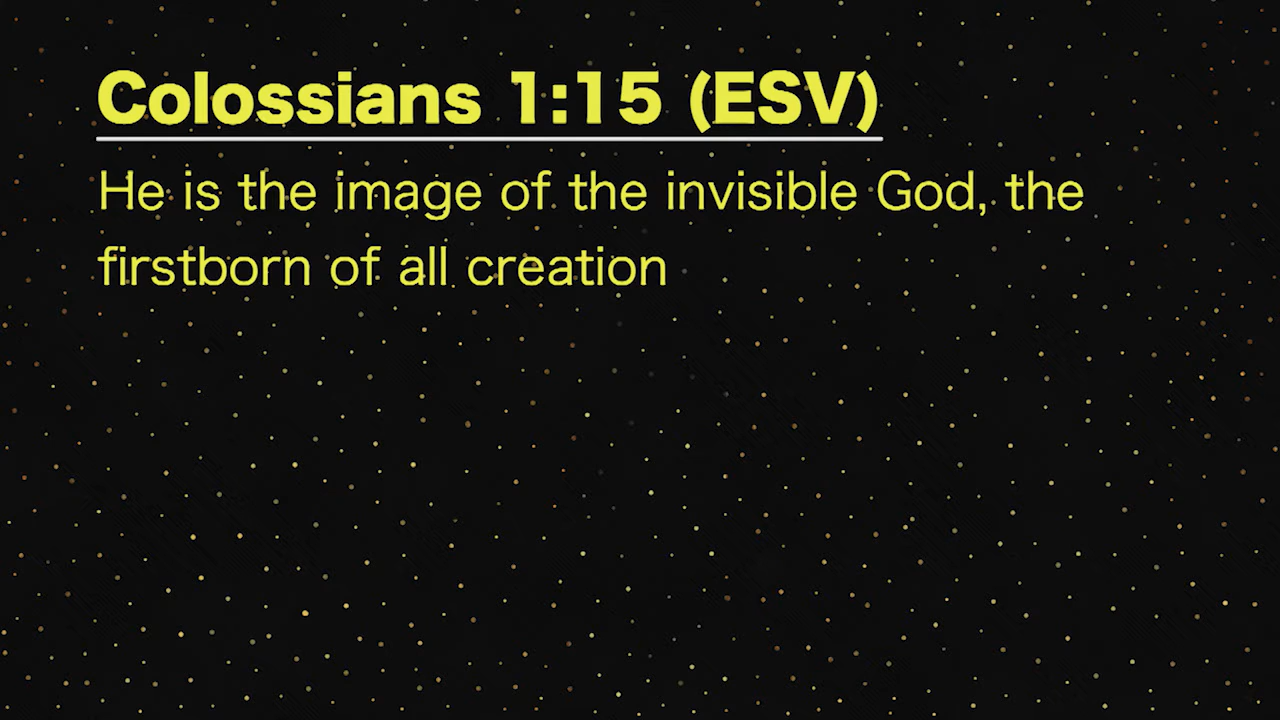 Colossians 1:15 (ESV)
He is the image of the invisible God, the
firstborn of all creation